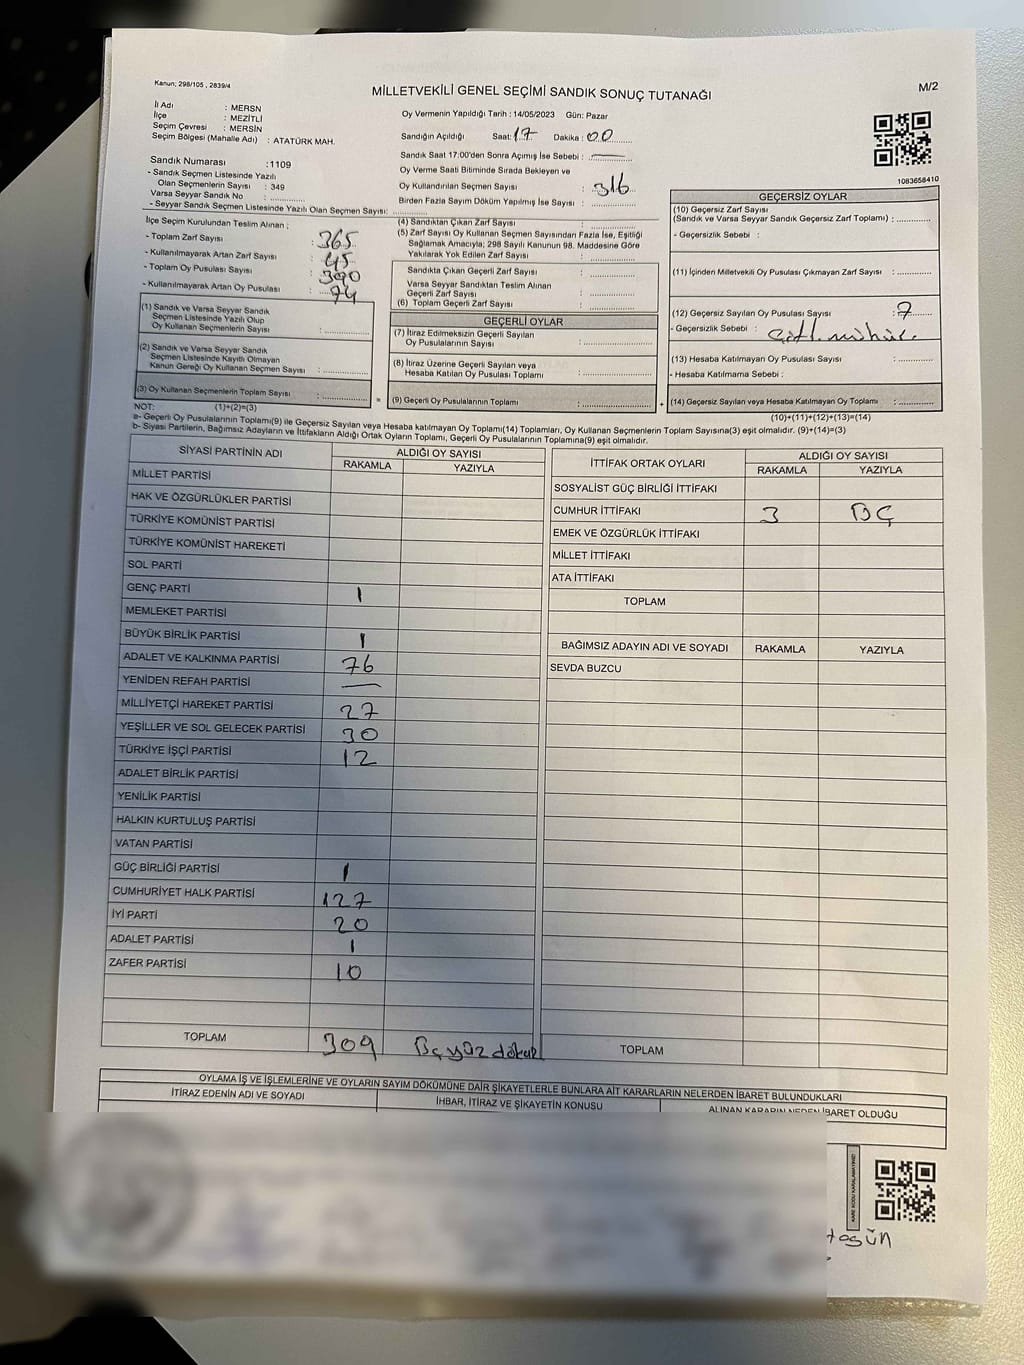 Kanun: 298/105 , 2839/4
MİLLETVEKİLİ GENEL SEÇİMİ SANDIK SONUÇ TUTANAĞI
M/2
İl Adı : MERSN
İlçe : MEZİTLİ
Seçim Çevresi : MERSİN
Seçim Bölgesi (Mahalle Adı) : ATATÜRK MAH.
Oy Vermenin Yapıldığı Tarih : 14/05/2023 Gün: Pazar
Sandığın Açıldığı Saat: 17 Dakika : 00
Sandık Saat 17:00'den Sonra Açımış İse Sebebi : —
Oy Verme Saati Bitiminde Sırada Bekleyen ve
Oy Kullandırılan Seçmen Sayısı : 316
Birden Fazla Sayım Döküm Yapılmış İse Sayısı :
1083658410
Sandık Numarası :1109
- Sandık Seçmen Listesinde Yazılı
Olan Seçmenlerin Sayısı : 349
Varsa Seyyar Sandık No :
- Seyyar Sandık Seçmen Listesinde Yazılı Olan Seçmen Sayısı:
İlçe Seçim Kurulundan Teslim Alınan ;
- Toplam Zarf Sayısı : 365
- Kullanılmayarak Artan Zarf Sayısı : 45
- Toplam Oy Pusulası Sayısı : 390
- Kullanılmayarak Artan Oy Pusulası : 74
(1) Sandık ve Varsa Seyyar Sandık
Seçmen Listesinde Yazılı Olup
Oy Kullanan Seçmenlerin Sayısı :
(2) Sandık ve Varsa Seyyar Sandık
Seçmen Listesinde Kayıtlı Olmayan
Kanun Gereği Oy Kullanan Seçmen Sayısı :
(3) Oy Kullanan Seçmenlerin Toplam Sayısı :
(4) Sandıktan Çıkan Zarf Sayısı :
(5) Zarf Sayısı Oy Kullanan Seçmen Sayısından Fazla İse, Eşitliği
Sağlamak Amacıyla; 298 Sayılı Kanunun 98. Maddesine Göre
Yakılarak Yok Edilen Zarf Sayısı :
Sandıkta Çıkan Geçerli Zarf Sayısı :
Varsa Seyyar Sandıktan Teslim Alınan
Geçerli Zarf Sayısı :
(6) Toplam Geçerli Zarf Sayısı :
GEÇERLİ OYLAR
(7) İtiraz Edilmeksizin Geçerli Sayılan
Oy Pusulalarının Sayısı :
(8) İtiraz Üzerine Geçerli Sayılan veya
Hesaba Katılan Oy Pusulası Toplamı :
= (9) Geçerli Oy Pusulalarının Toplamı :
GEÇERSİZ OYLAR
(10) Geçersiz Zarf Sayısı
(Sandık ve Varsa Seyyar Sandık Geçersiz Zarf Toplamı) :
- Geçersizlik Sebebi :
(11) İçinden Milletvekili Oy Pusulası Çıkmayan Zarf Sayısı :
(12) Geçersiz Sayılan Oy Pusulası Sayısı : 7
- Geçersizlik Sebebi :
(13) Hesaba Katılmayan Oy Pusulası Sayısı :
- Hesaba Katılmama Sebebi :
+ (14) Geçersiz Sayılan veya Hesaba Katılmayan Oy Toplamı :
NOT: (1)+(2)=(3)
(10)+(11)+(12)+(13)=(14)
a- Geçerli Oy Pusulalarının Toplamı(9) ile Geçersiz Sayılan veya Hesaba katılmayan Oy Toplamı(14) Toplamları, Oy Kullanan Seçmenlerin Toplam Sayısına(3) eşit olmalıdır. (9)+(14)=(3)
b- Siyasi Partilerin, Bağımsız Adayların ve İttifakların Aldığı Ortak Oyların Toplamı, Geçerli Oy Pusulalarının Toplamına(9) eşit olmalıdır.
SİYASİ PARTİNİN ADI ALDIĞI OY SAYISI
RAKAMLA YAZIYLA
MİLLET PARTİSİ
HAK VE ÖZGÜRLÜKLER PARTİSİ
TÜRKİYE KOMÜNİST PARTİSİ
TÜRKİYE KOMÜNİST HAREKETİ
SOL PARTİ
GENÇ PARTİ 1
MEMLEKET PARTİSİ
BÜYÜK BİRLİK PARTİSİ 1
ADALET VE KALKINMA PARTİSİ 76
YENİDEN REFAH PARTİSİ —
MİLLİYETÇİ HAREKET PARTİSİ 27
YEŞİLLER VE SOL GELECEK PARTİSİ 30
TÜRKİYE İŞÇİ PARTİSİ 12
ADALET BİRLİK PARTİSİ
YENİLİK PARTİSİ
HALKIN KURTULUŞ PARTİSİ
VATAN PARTİSİ
GÜÇ BİRLİĞİ PARTİSİ 1
CUMHURİYET HALK PARTİSİ 127
İYİ PARTİ 20
ADALET PARTİSİ 1
ZAFER PARTİSİ 10
TOPLAM 309
İTTİFAK ORTAK OYLARI ALDIĞI OY SAYISI
RAKAMLA YAZIYLA
SOSYALİST GÜÇ BİRLİĞİ İTTİFAKI
CUMHUR İTTİFAKI 3 ÜÇ
EMEK VE ÖZGÜRLÜK İTTİFAKI
MİLLET İTTİFAKI
ATA İTTİFAKI
TOPLAM
BAĞIMSIZ ADAYIN ADI VE SOYADI RAKAMLA YAZIYLA
SEVDA BUZCU
TOPLAM
OYLAMA İŞ VE İŞLEMLERİNE VE OYLARIN SAYIM DÖKÜMÜNE DAİR ŞİKAYETLERLE BUNLARA AİT KARARLARIN NELERDEN İBARET BULUNDUKLARI
İTİRAZ EDENİN ADI VE SOYADI İHBAR, İTİRAZ VE ŞİKAYETİN KONUSU ALINAN KARARIN NEDEN İBARET OLDUĞU
KARE KODU KARALAMAYINIZ!